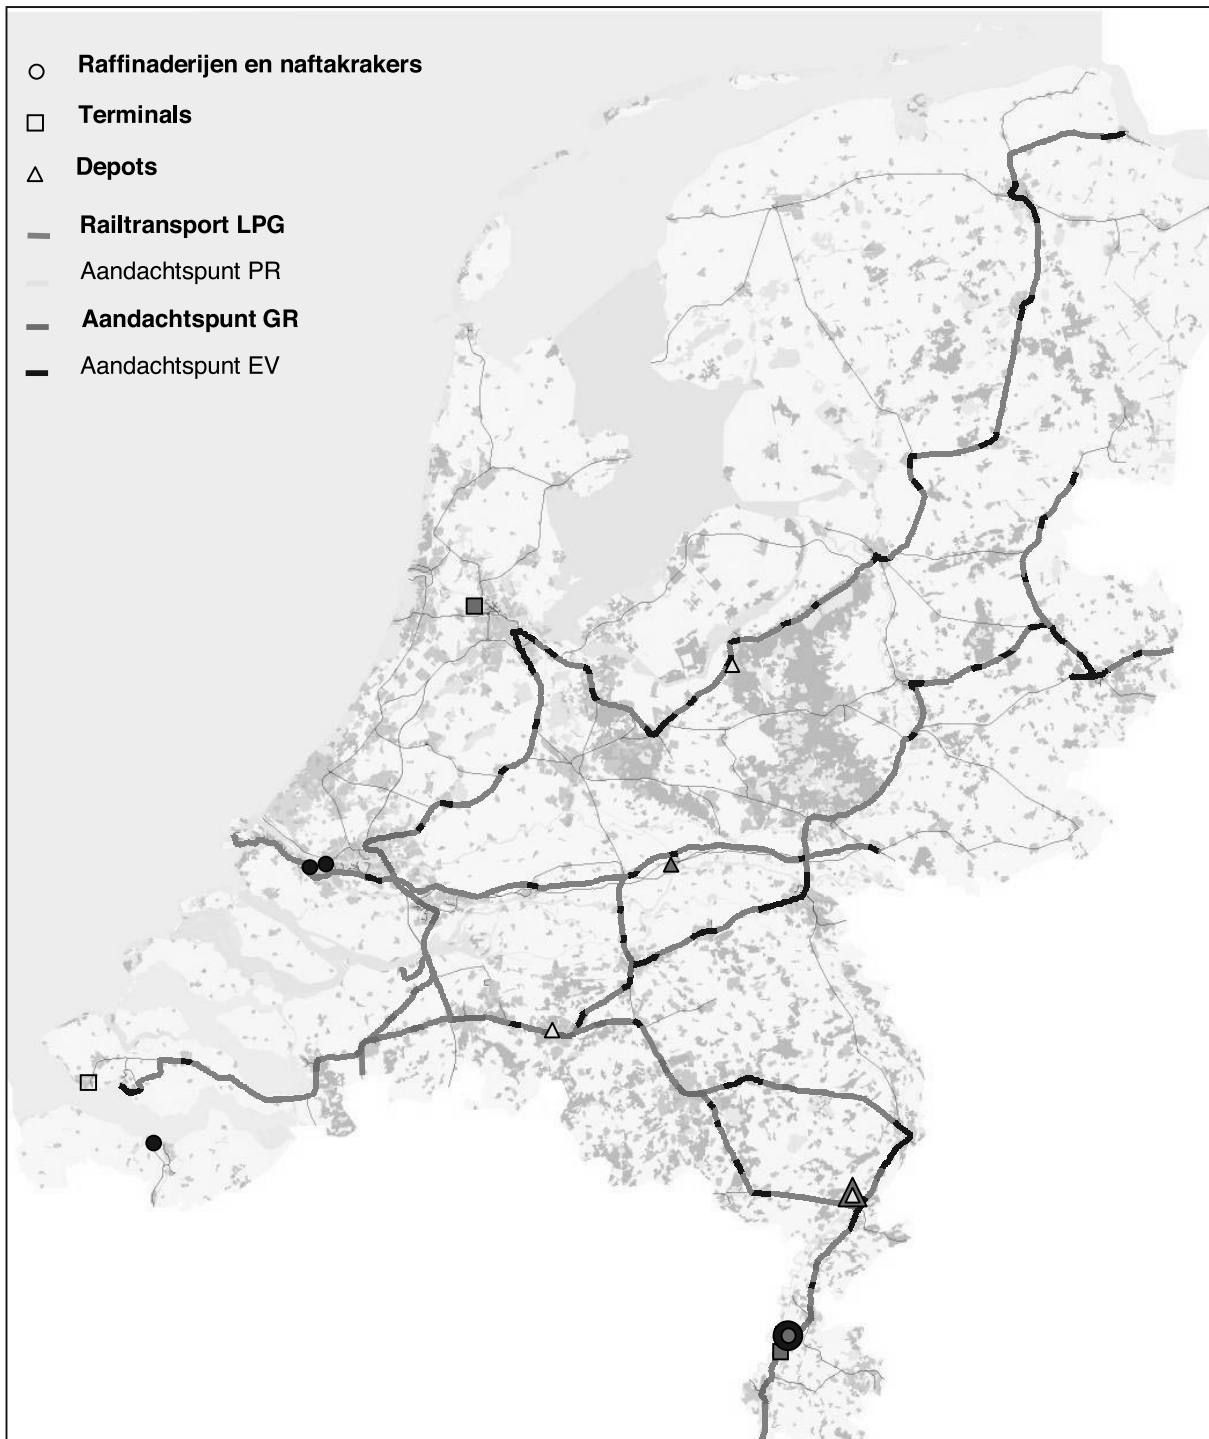 Raffinaderijen en naftakrakers
Terminals
Depots
Railtransport LPG
Aandachtspunt PR
Aandachtspunt GR
Aandachtspunt EV